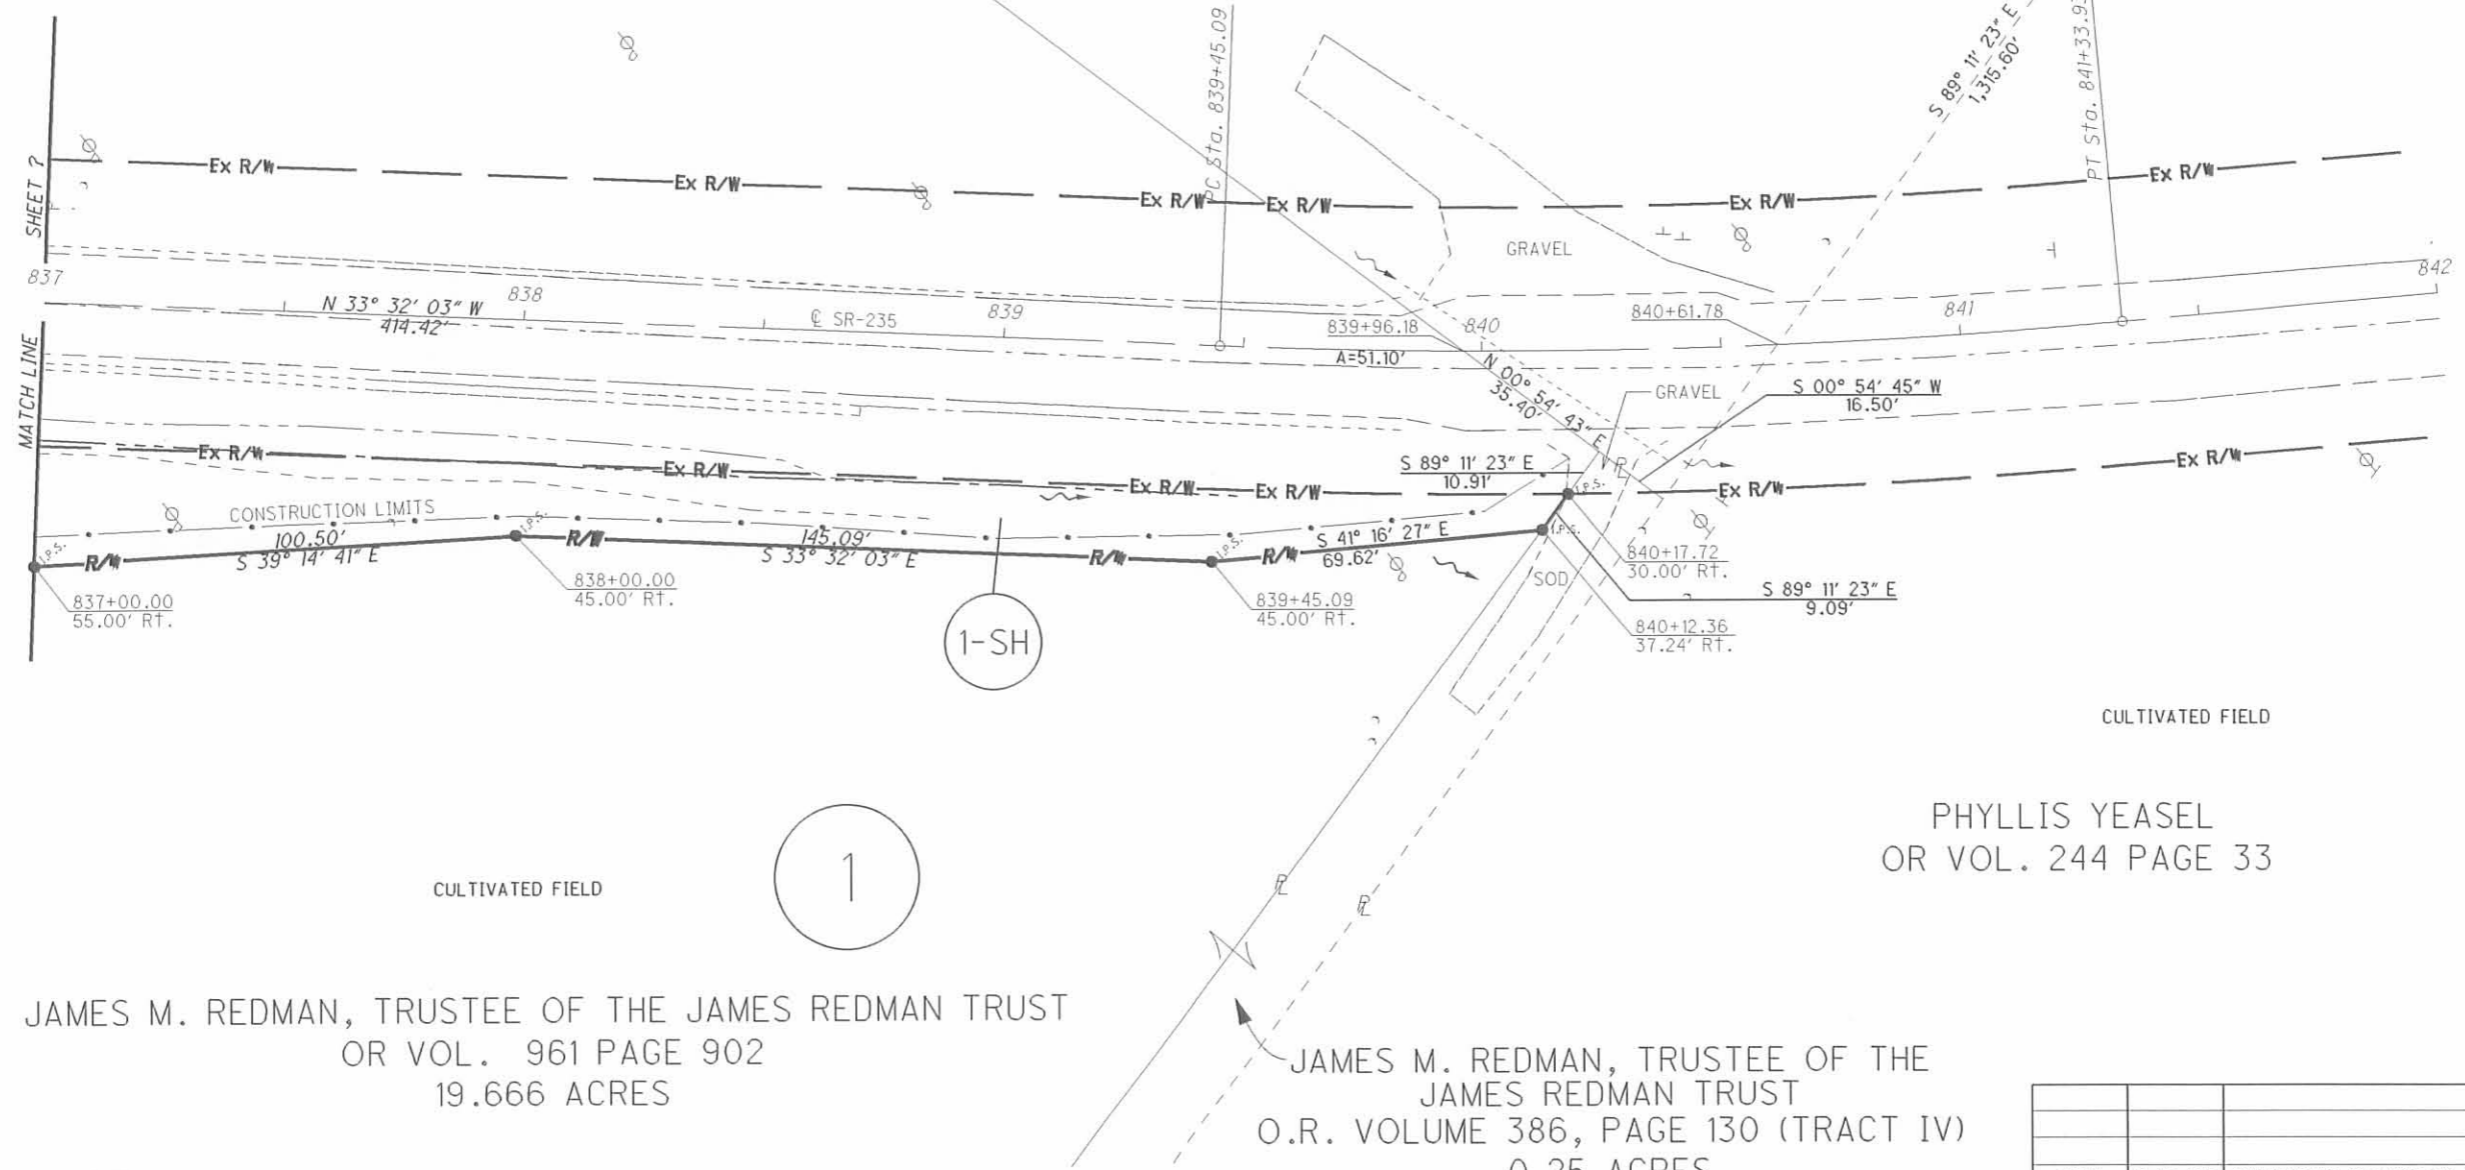 PC Sta. 839+45.09
S 89° 11' 23" E
1,315.60'
PT Sta. 841+33.9
SHEET ?
MATCH LINE
Ex R/W
Ex R/W
Ex R/W
Ex R/W
Ex R/W
Ex R/W
GRAVEL
837
838
839
840
841
842
N 33° 32' 03" W
414.42'
℄ SR-235
839+96.18
A=51.10'
840+61.78
N 00° 54' 43" E
35.40'
GRAVEL
S 00° 54' 45" W
16.50'
Ex R/W
Ex R/W
Ex R/W
Ex R/W
Ex R/W
Ex R/W
S 89° 11' 23" E
10.91'
PL
I.P.S.
I.P.S.
I.P.S.
I.P.S.
I.P.S.
CONSTRUCTION LIMITS
R/W
100.50'
S 39° 14' 41" E
R/W
145.09'
S 33° 32' 03" E
R/W
R/W
S 41° 16' 27" E
69.62'
837+00.00
55.00' Rt.
838+00.00
45.00' Rt.
839+45.09
45.00' Rt.
840+17.72
30.00' Rt.
SOD
S 89° 11' 23" E
9.09'
840+12.36
37.24' Rt.
1-SH
CULTIVATED FIELD
PHYLLIS YEASEL
OR VOL. 244 PAGE 33
1
CULTIVATED FIELD
PL
PL
JAMES M. REDMAN, TRUSTEE OF THE JAMES REDMAN TRUST
OR VOL. 961 PAGE 902
19.666 ACRES
JAMES M. REDMAN, TRUSTEE OF THE
JAMES REDMAN TRUST
O.R. VOLUME 386, PAGE 130 (TRACT IV)
0.25 ACRES